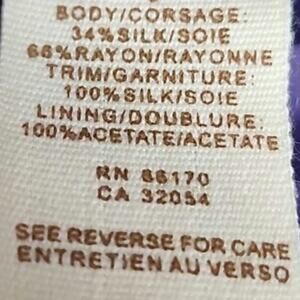 BODY/CORSAGE:
34%SILK/SOIE
66%RAYON/RAYONNE
TRIM/GARNITURE:
100%SILK/SOIE
LINING/DOUBLURE:
100%ACETATE/ACETATE
RN 86170
CA 32054
SEE REVERSE FOR CARE
ENTRETIEN AU VERSO